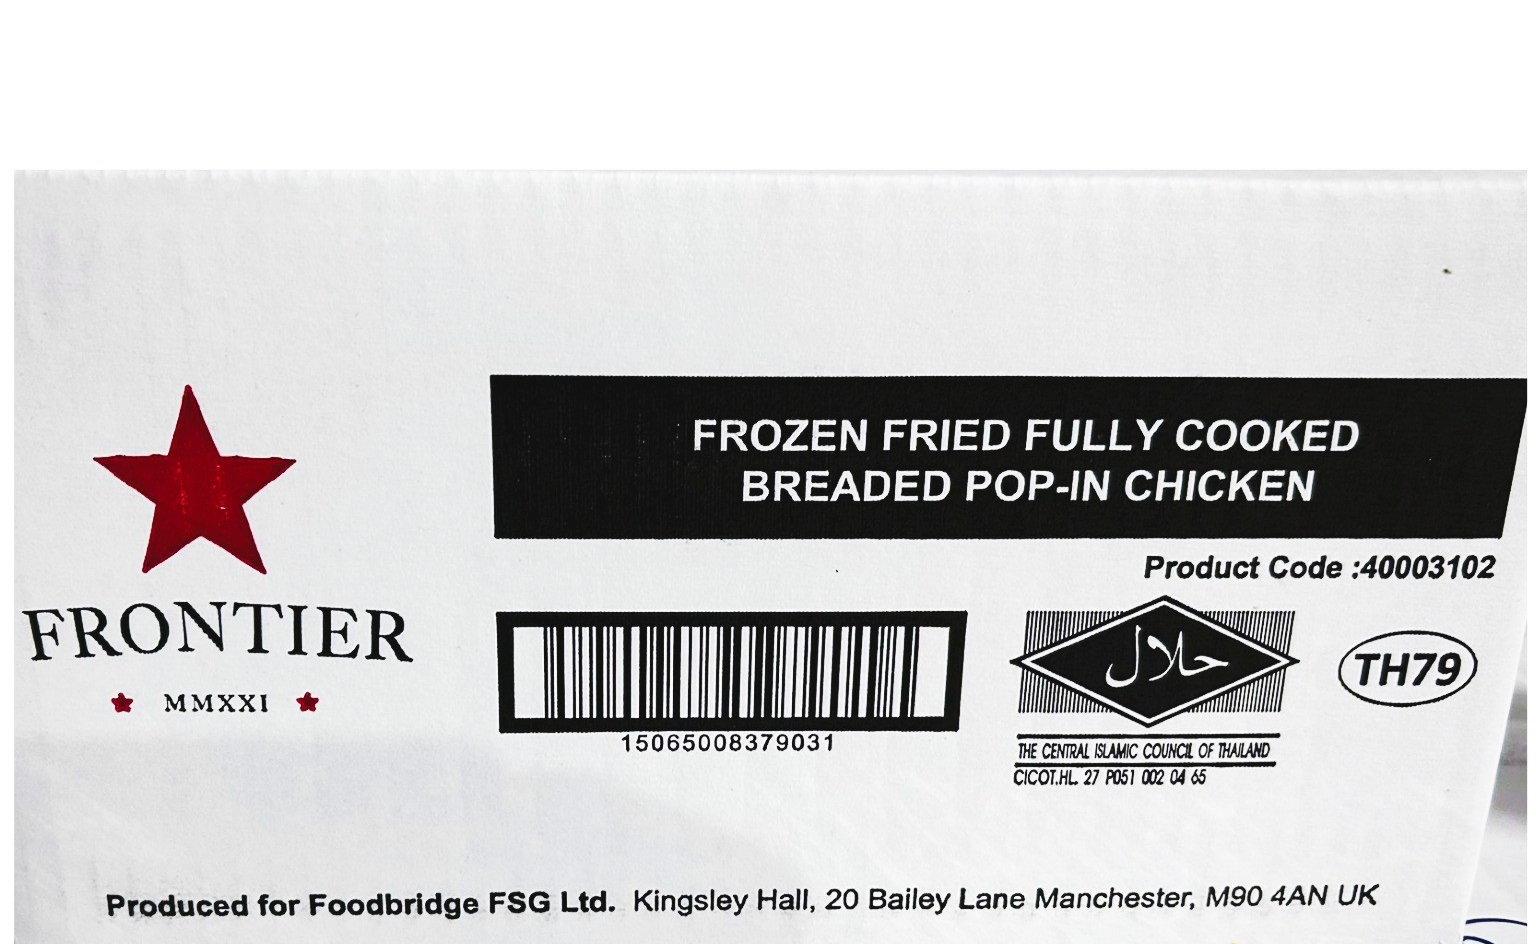 FROZEN FRIED FULLY COOKED
BREADED POP-IN CHICKEN
Product Code :40003102
FRONTIER
MMXXI
15065008379031
حلال
THE CENTRAL ISLAMIC COUNCIL OF THAILAND
CICOT.HL. 27 P051 002 04 65
TH79
Produced for Foodbridge FSG Ltd. Kingsley Hall, 20 Bailey Lane Manchester, M90 4AN UK